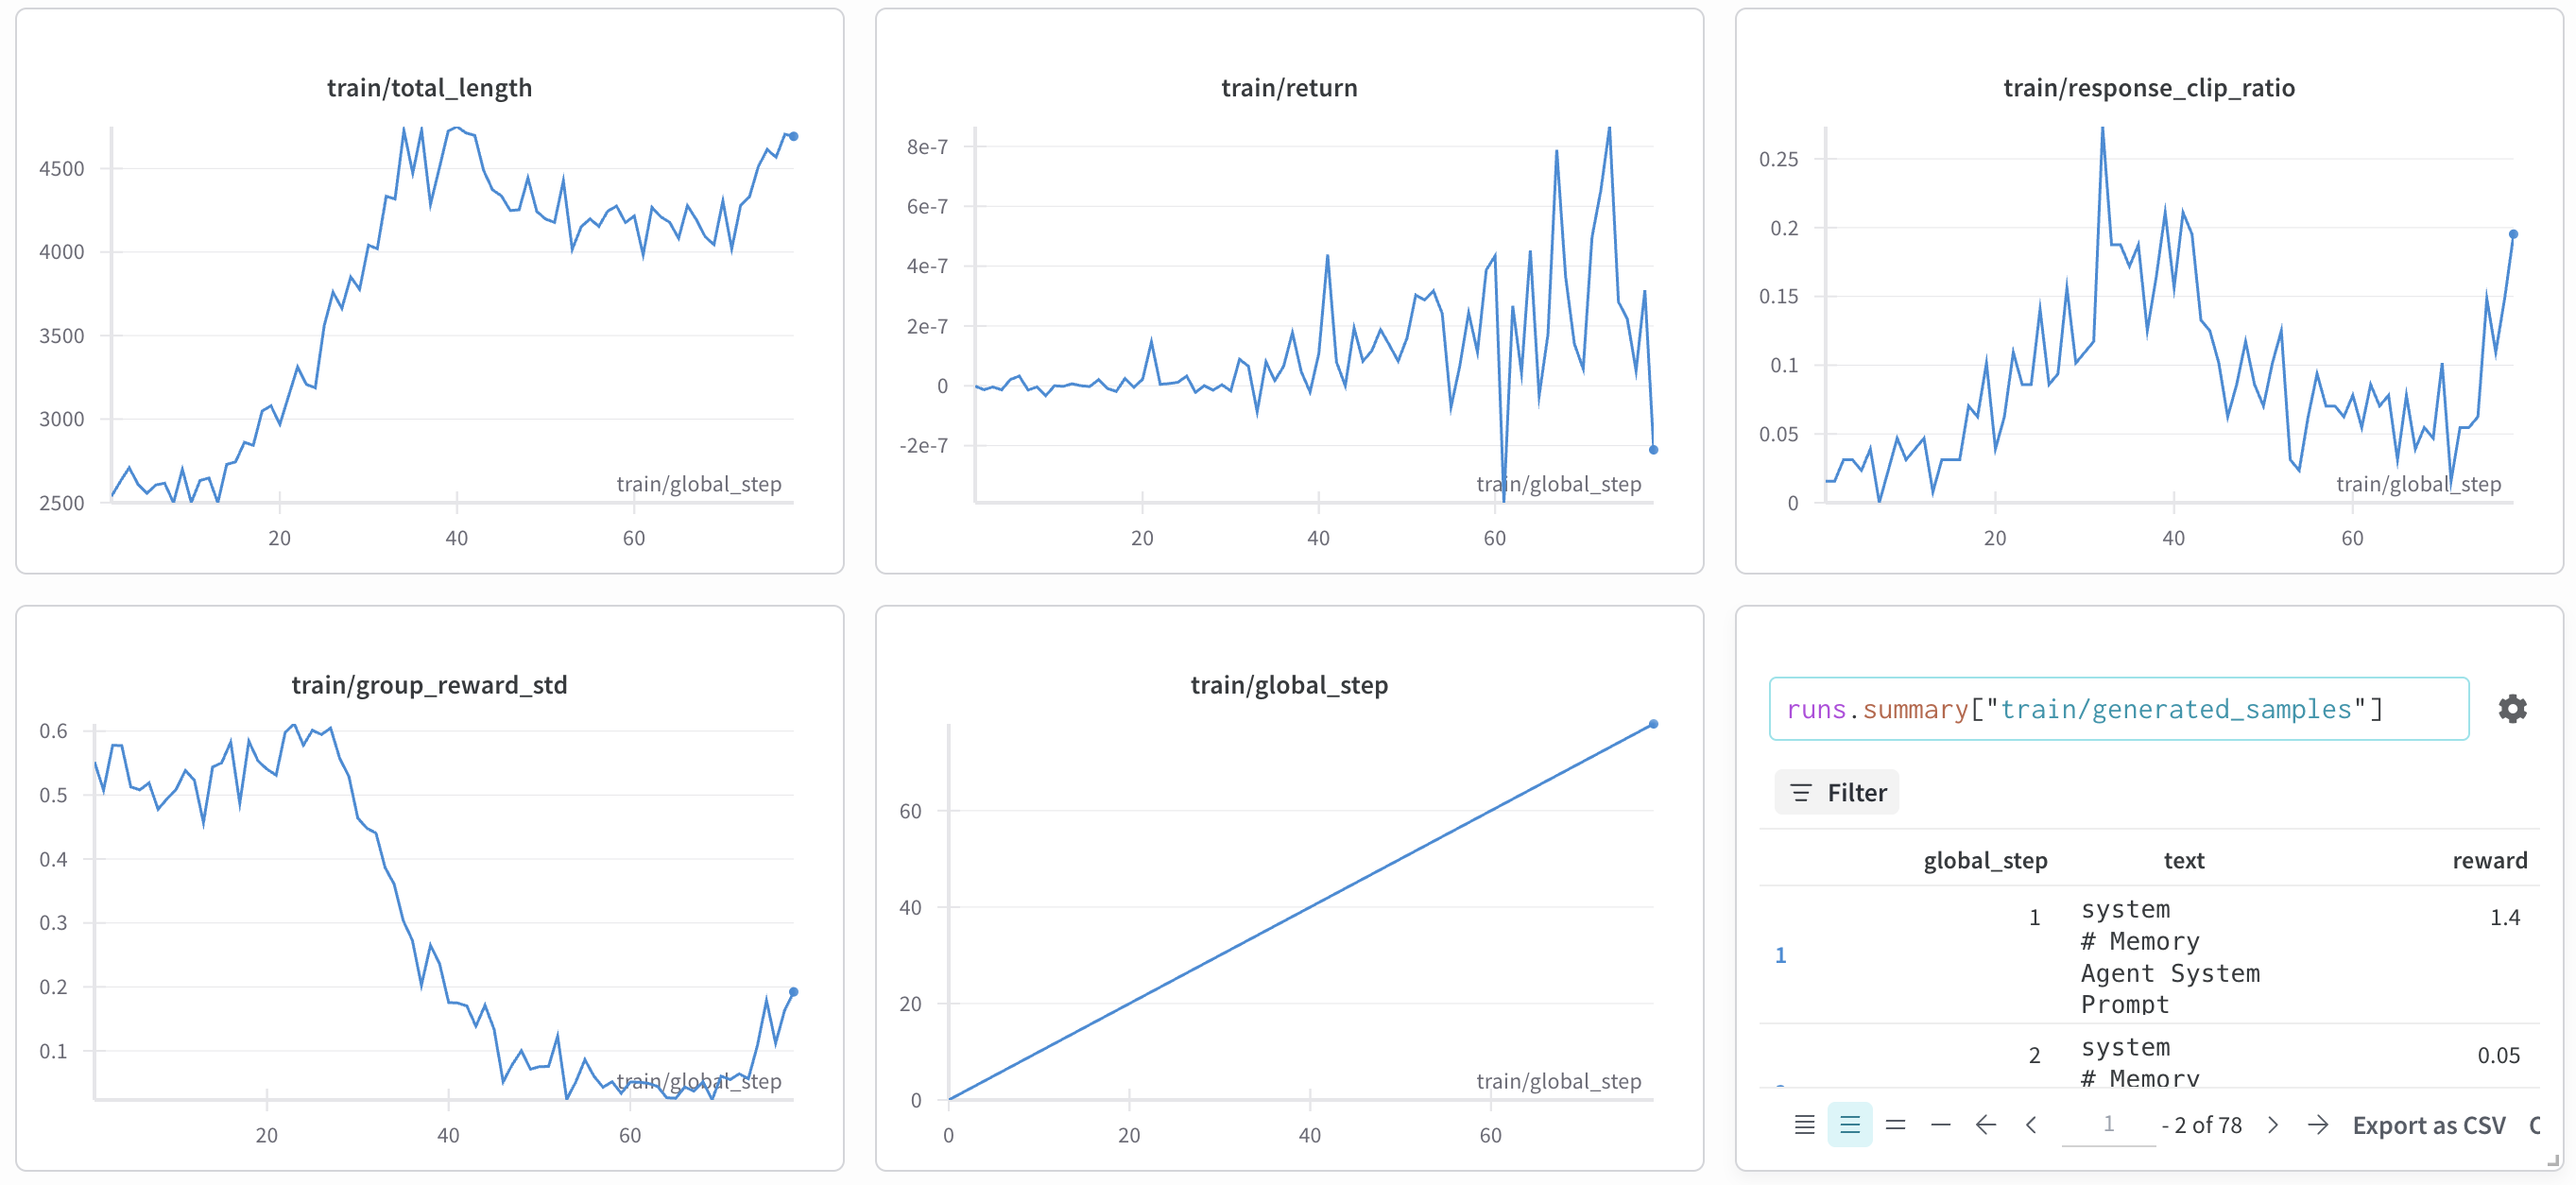 train/total_length
4500
4000
3500
3000
2500
train/global_step
20
40
60
train/return
8e-7
6e-7
4e-7
2e-7
0
-2e-7
train/global_step
20
40
60
train/response_clip_ratio
0.25
0.2
0.15
0.1
0.05
0
train/global_step
20
40
60
train/group_reward_std
0.6
0.5
0.4
0.3
0.2
0.1
train/global_step
20
40
60
train/global_step
60
40
20
0
train/global_step
0
20
40
60
runs.summary["train/generated_samples"]
Filter
global_step text reward
1
1
system
# Memory
Agent System
Prompt
1.4
2
system
# Memory
0.05
1 - 2 of 78 Export as CSV